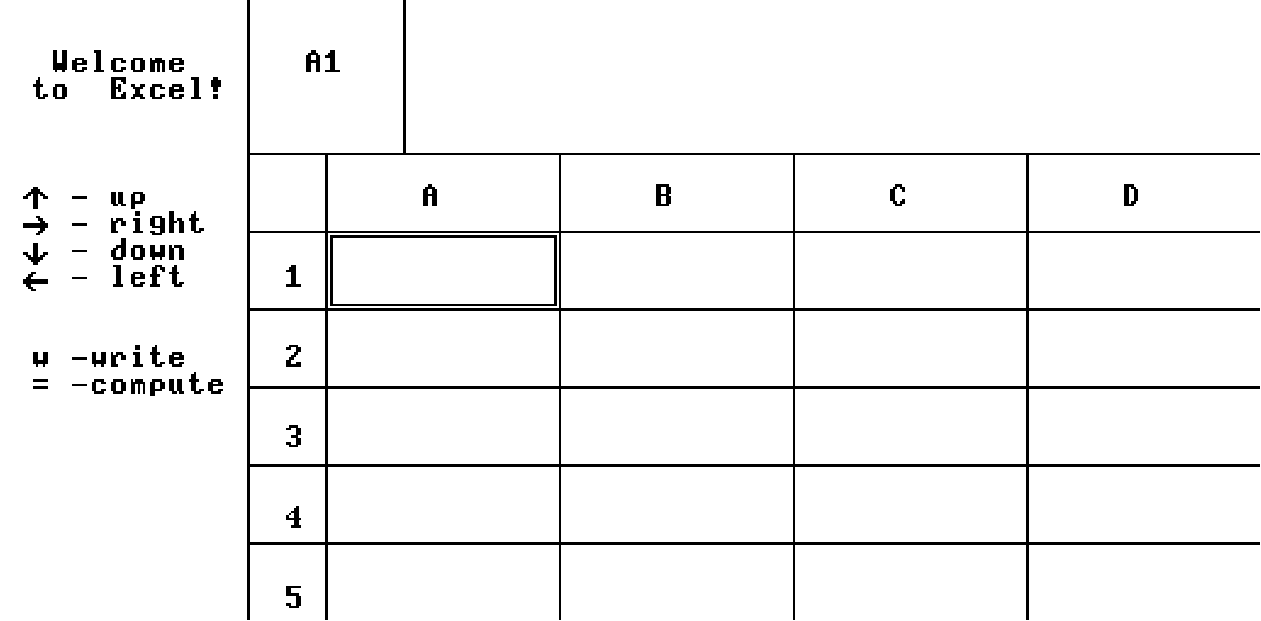 Welcome
to Excel!
A1
↑ - up
→ - right
↓ - down
← - left
w -write
= -compute
A B C D
1
2
3
4
5